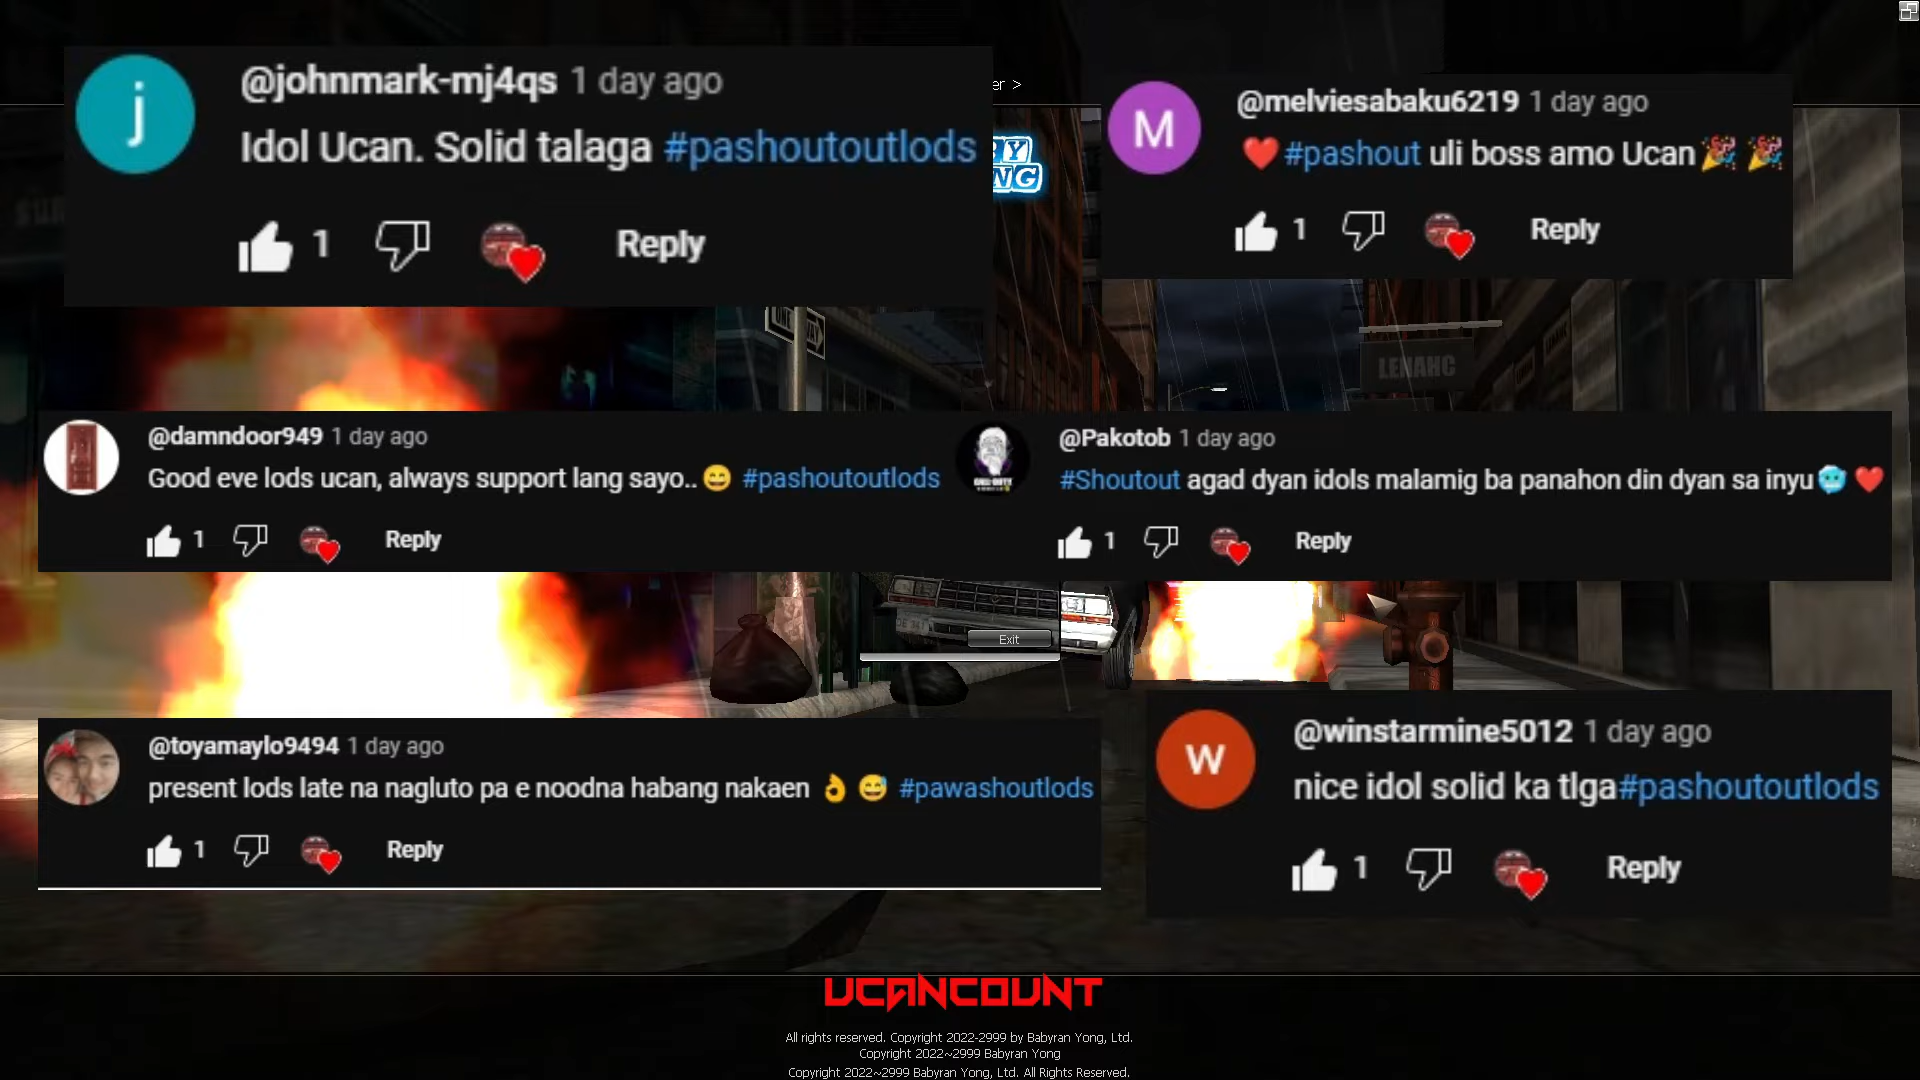 @johnmark-mj4qs 1 day ago
Idol Ucan. Solid talaga #pashoutoutlods
1 Reply
er >
@melviesabaku6219 1 day ago
❤️#pashout uli boss amo Ucan🎉 🎉
1 Reply
LENAHC
@damndoor949 1 day ago
Good eve lods ucan, always support lang sayo..😄 #pashoutoutlods
1 Reply
@Pakotob 1 day ago
#Shoutout agad dyan idols malamig ba panahon din dyan sa inyu🥶❤️
1 Reply
Exit
@toyamaylo9494 1 day ago
present lods late na nagluto pa e noodna habang nakaen 👌 😅 #pawashoutlods
1 Reply
@winstarmine5012 1 day ago
nice idol solid ka tlga#pashoutoutlods
1 Reply
UCANCOUNT
All rights reserved. Copyright 2022-2999 by Babyran Yong, Ltd.
Copyright 2022~2999 Babyran Yong
Copyright 2022~2999 Babyran Yong, Ltd. All Rights Reserved.